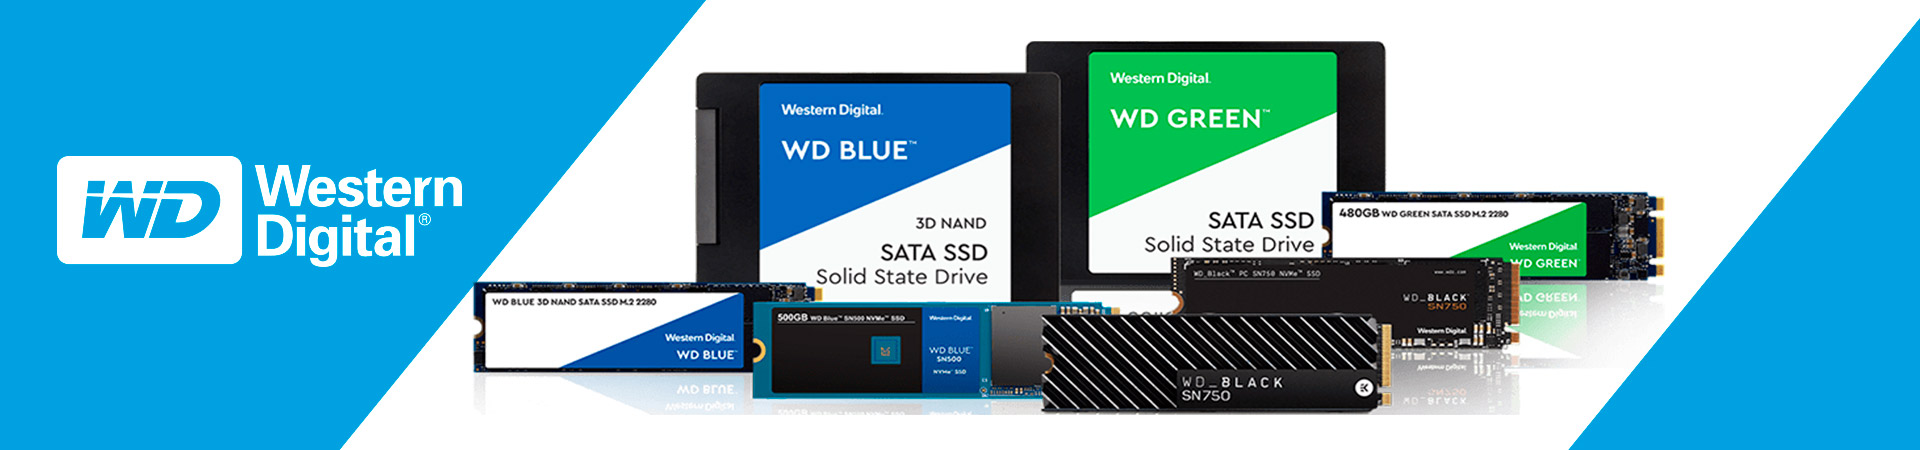 WD
Western
Digital®
Western Digital.
WD BLUE™
3D NAND
SATA SSD
Solid State Drive
Western Digital.
WD GREEN™
SATA SSD
Solid State Drive
480GB WD GREEN SATA SSD M.2 2280
Western Digital
WD GREEN™
WD_Black™ PC SN750 NVMe™ SSD
www.wdc.com
WD_BLACK
SN750
Western Digital
WD BLUE 3D NAND SATA SSD M.2 2280
Western Digital
WD BLUE™
500GB WD Blue™ SN500 NVMe™ SSD
Western Digital
WD BLUE™
SN500
NVMe™ SSD
WD_BLACK
SN750